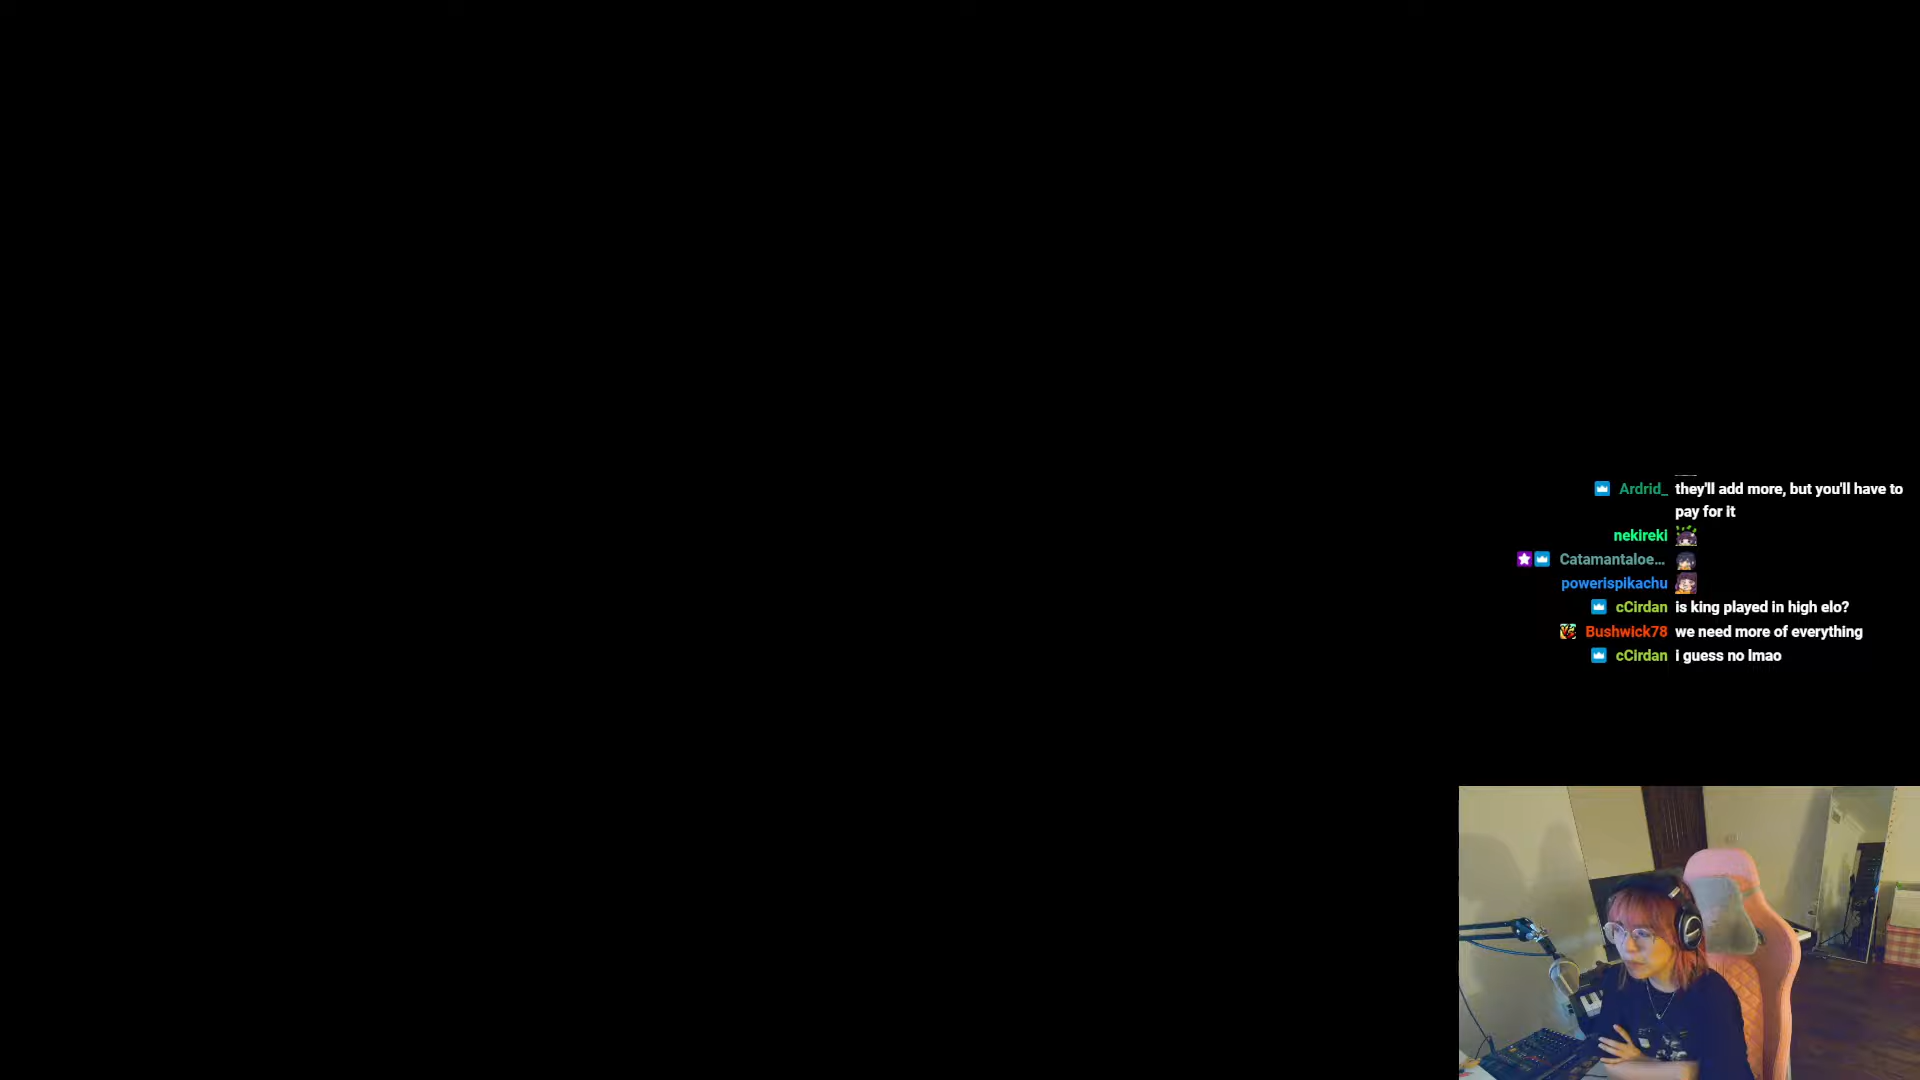 Ardrid_ they'll add more, but you'll have to
pay for it
nekireki
Catamantaloe...
powerispikachu
cCirdan is king played in high elo?
Bushwick78 we need more of everything
cCirdan i guess no lmao